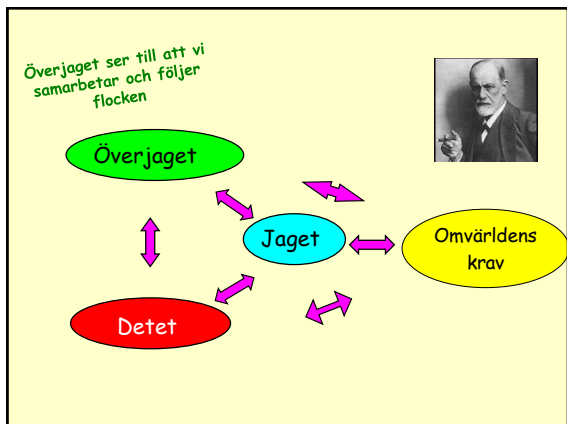 Överjaget ser till att vi
samarbetar och följer
flocken
Överjaget
Jaget
Omvärldens
krav
Detet